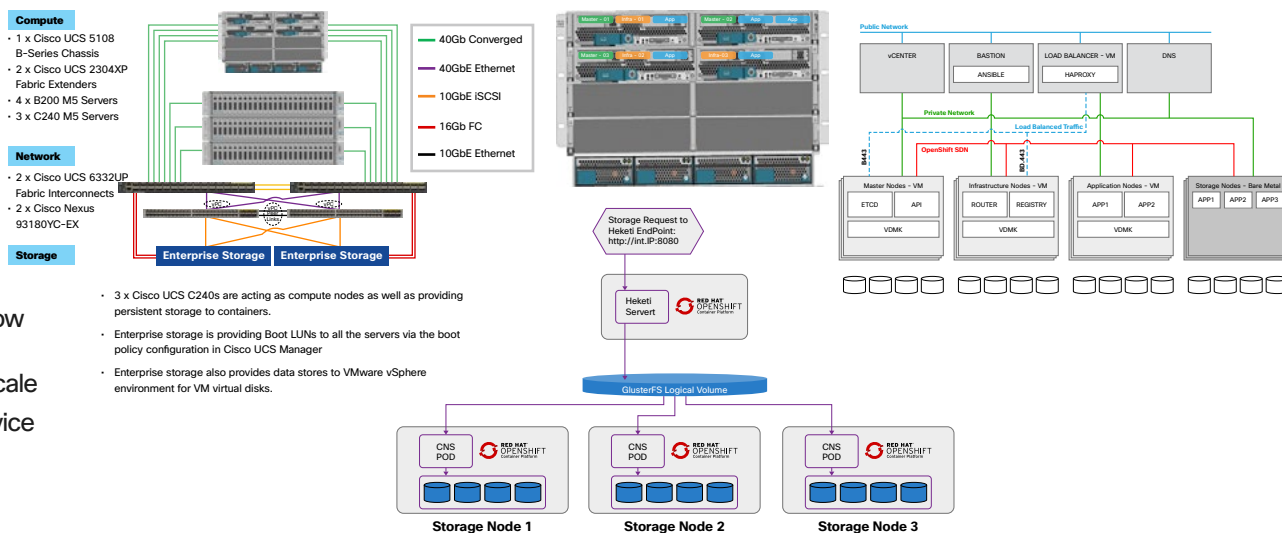 Compute
• 1 x Cisco UCS 5108
B-Series Chassis
• 2 x Cisco UCS 2304XP
Fabric Extenders
• 4 x B200 M5 Servers
• 3 x C240 M5 Servers
Network
• 2 x Cisco UCS 6332UP
Fabric Interconnects
• 2 x Cisco Nexus
93180YC-EX
Storage
vPC
vPC
vPC
Peer
Links
Enterprise Storage
Enterprise Storage
40Gb Converged
40GbE Ethernet
10GbE iSCSI
16Gb FC
10GbE Ethernet
Master - 01
Infra - 01
App
Master - 02
App
App
Master - 03
Infra - 02
App
Infra-03
App
Public Network
vCENTER
BASTION
ANSIBLE
LOAD BALANCER - VM
HAPROXY
DNS
Private Network
Load Balanced Traffic
OpenShift SDN
8443
BD.443
Master Nodes - VM
ETCD
API
VDMK
Infrastructure Nodes - VM
ROUTER
REGISTRY
VDMK
Application Nodes - VM
APP1
APP2
VDMK
Storage Nodes - Bare Metal
APP1
APP2
APP3
• 3 x Cisco UCS C240s are acting as compute nodes as well as providing
persistent storage to containers.
• Enterprise storage is providing Boot LUNs to all the servers via the boot
policy configuration in Cisco UCS Manager
• Enterprise storage also provides data stores to VMware vSphere
environment for VM virtual disks.
ow
cale
vice
Storage Request to
Heketi EndPoint:
http://int.IP:8080
Heketi
Servert
RED HAT
OPENSHIFT
Container Platform
GlusterFS Logical Volume
CNS
POD
RED HAT
OPENSHIFT
Container Platform
Storage Node 1
CNS
POD
RED HAT
OPENSHIFT
Container Platform
Storage Node 2
CNS
POD
RED HAT
OPENSHIFT
Container Platform
Storage Node 3